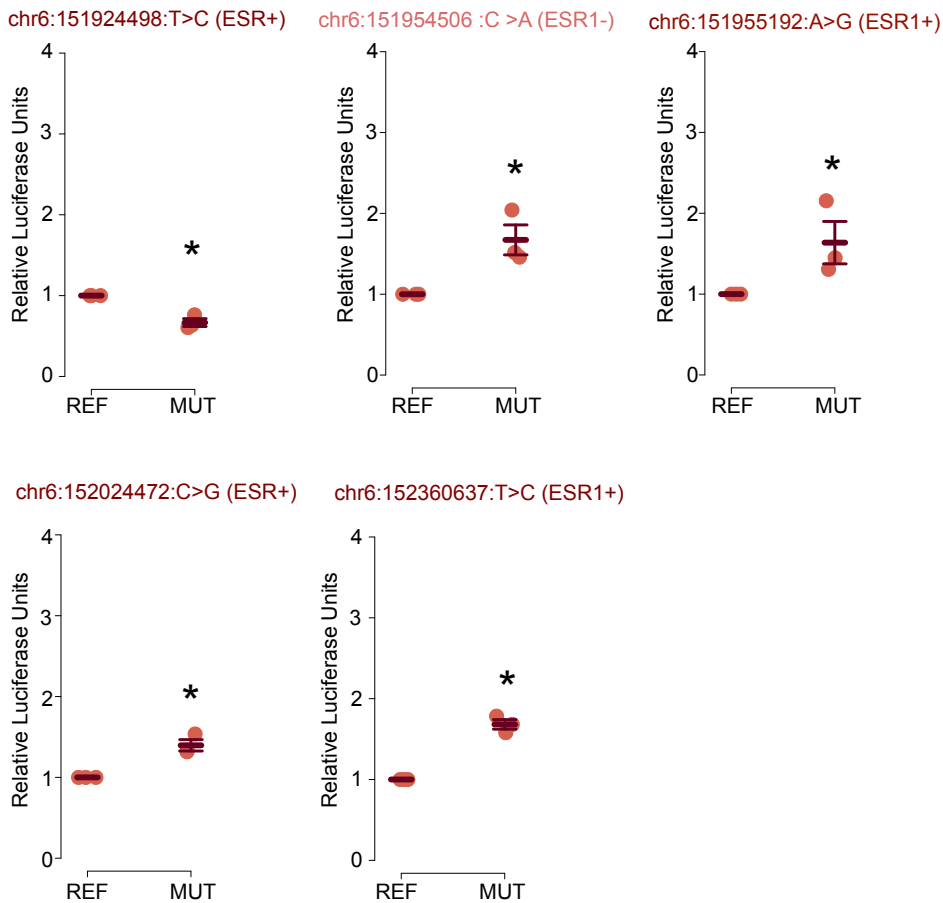 chr6:151924498:T>C (ESR+)
chr6:151954506 :C >A (ESR1-)
chr6:151955192:A>G (ESR1+)
Relative Luciferase Units
4
3
2
1
0
*
REF
MUT
Relative Luciferase Units
4
3
2
1
0
*
REF
MUT
Relative Luciferase Units
4
3
2
1
0
*
REF
MUT
chr6:152024472:C>G (ESR+)
chr6:152360637:T>C (ESR1+)
Relative Luciferase Units
4
3
2
1
0
*
REF
MUT
Relative Luciferase Units
4
3
2
1
0
*
REF
MUT